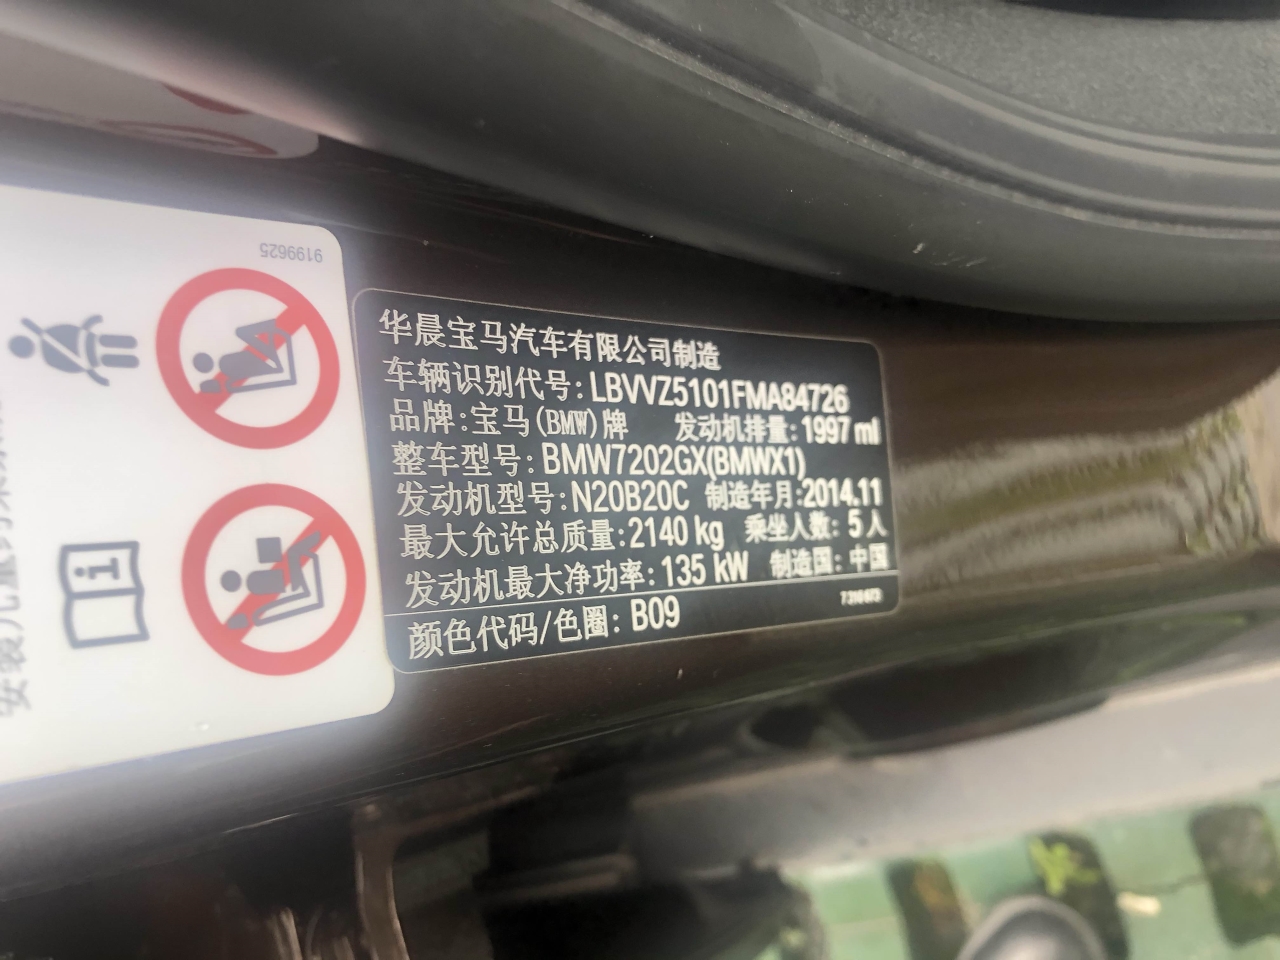 9199625
华晨宝马汽车有限公司制造
车辆识别代号: LBVVZ5101FMA84726
品牌: 宝马(BMW)牌 发动机排量: 1997 ml
整车型号: BMW7202GX(BMWX1)
发动机型号: N20B20C 制造年月: 2014.11
最大允许总质量: 2140 kg 乘坐人数: 5 人
发动机最大净功率: 135 kW 制造国: 中国
颜色代码/色圈: B09